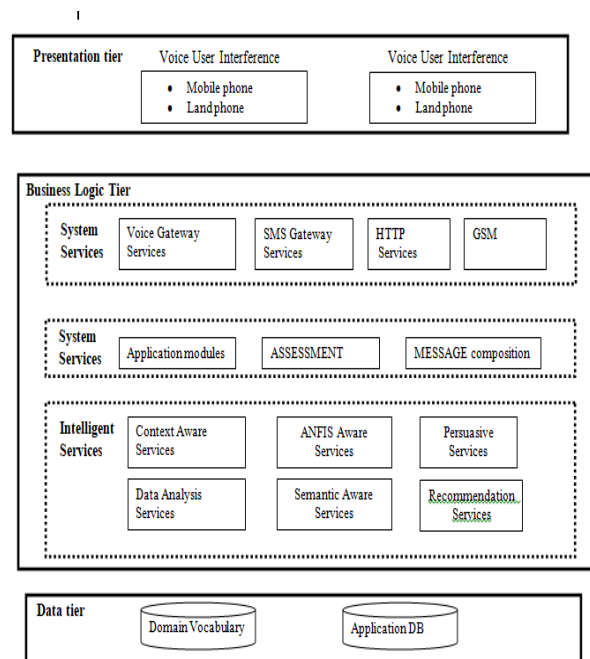 Presentation tier
Voice User Interference
• Mobile phone
• Land phone
Voice User Interference
• Mobile phone
• Land phone
Business Logic Tier
System
Services
Voice Gateway
Services
SMS Gateway
Services
HTTP
Services
GSM
System
Services
Application modules
ASSESSMENT
MESSAGE composition
Intelligent
Services
Context Aware
Services
ANFIS Aware
Services
Persuasive
Services
Data Analysis
Services
Semantic Aware
Services
Recommendation
Services
Data tier
Domain Vocabulary
Application DB